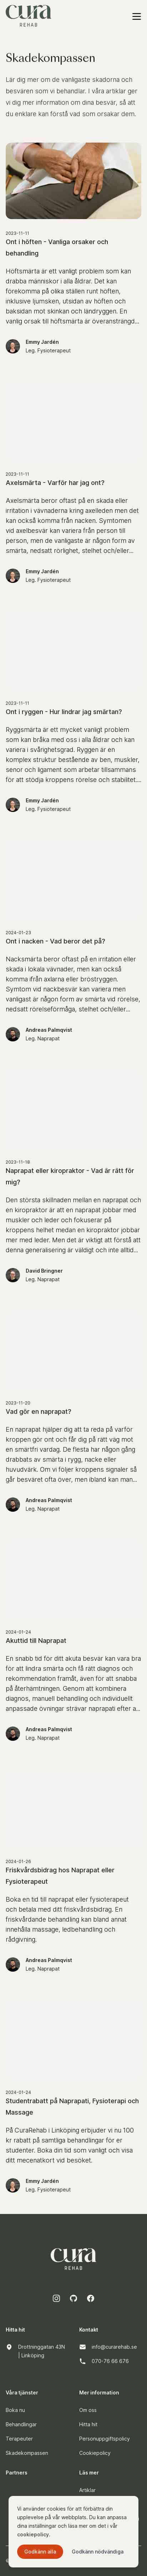 cura
REHAB
Skadekompassen
Lär dig mer om de vanligaste skadorna och
besvären som vi behandlar. I våra artiklar ger
vi dig mer information om dina besvär, så att
du enklare kan förstå vad som orsakar dem.
2023-11-11
Ont i höften - Vanliga orsaker och
behandling
Höftsmärta är ett vanligt problem som kan
drabba människor i alla åldrar. Det kan
förekomma på olika ställen runt höften,
inklusive ljumsken, utsidan av höften och
baksidan mot skinkan och ländryggen. En
vanlig orsak till höftsmärta är överansträngd...
Emmy Jardén
Leg, Fysioterapeut
2023-11-11
Axelsmärta - Varför har jag ont?
Axelsmärta beror oftast på en skada eller
irritation i vävnaderna kring axelleden men det
kan också komma från nacken. Symtomen
vid axelbesvär kan variera från person till
person, men de vanligaste är någon form av
smärta, nedsatt rörlighet, stelhet och/eller...
Emmy Jardén
Leg, Fysioterapeut
2023-11-11
Ont i ryggen - Hur lindrar jag smärtan?
Ryggsmärta är ett mycket vanligt problem
som kan bråka med oss i alla åldrar och kan
variera i svårighetsgrad. Ryggen är en
komplex struktur bestående av ben, muskler,
senor och ligament som arbetar tillsammans
för att stödja kroppens rörelse och stabilitet....
Emmy Jardén
Leg, Fysioterapeut
2024-01-23
Ont i nacken - Vad beror det på?
Nacksmärta beror oftast på en irritation eller
skada i lokala vävnader, men kan också
komma ifrån axlarna eller bröstryggen.
Symtom vid nackbesvär kan variera men
vanligast är någon form av smärta vid rörelse,
nedsatt rörelseförmåga, stelhet och/eller...
Andreas Palmqvist
Leg, Naprapat
2023-11-18
Naprapat eller kiropraktor - Vad är rätt för
mig?
Den största skillnaden mellan en naprapat och
en kiropraktor är att en naprapat jobbar med
muskler och leder och fokuserar på
kroppens helhet medan en kiropraktor jobbar
mer med leder. Men det är viktigt att förstå att
denna generalisering är väldigt och inte alltid...
David Bringner
Leg, Naprapat
2023-11-20
Vad gör en naprapat?
En naprapat hjälper dig att ta reda på varför
kroppen gör ont och får dig på rätt väg mot
en smärtfri vardag. De flesta har någon gång
drabbats av smärta i rygg, nacke eller
huvudvärk. Om vi följer kroppens signaler så
går besväret ofta över, men ibland kan man...
Andreas Palmqvist
Leg, Naprapat
2024-01-24
Akuttid till Naprapat
En snabb tid för ditt akuta besvär kan vara bra
för att lindra smärtan och få rätt diagnos och
rekommendation framåt, även för att snabba
på återhämtningen. Genom att kombinera
diagnos, manuell behandling och individuellt
anpassade övningar strävar naprapat efter a...
Andreas Palmqvist
Leg, Naprapat
2024-01-26
Friskvårdsbidrag hos Naprapat eller
Fysioterapeut
Boka en tid till naprapat eller fysioterapeut
och betala med ditt friskvårdsbidrag. En
friskvårdande behandling kan bland annat
innehålla massage, ledbehandling och
rådgivning.
Andreas Palmqvist
Leg, Naprapat
2024-01-24
Studentrabatt på Naprapati, Fysioterapi och
Massage
På CuraRehab i Linköping erbjuder vi nu 100
kr rabatt på samtliga behandlingar för er
studenter. Boka din tid som vanligt och visa
ditt mecenatkort vid besöket.
Emmy Jardén
Leg, Fysioterapeut
cura
REHAB
Hitta hit
Drottninggatan 43N
| Linköping
Kontakt
info@curarehab.se
070-76 66 676
Våra tjänster
Boka nu
Behandlingar
Terapeuter
Skadekompassen
Mer information
Om oss
Hitta hit
Personuppgiftspolicy
Cookiepolicy
Partners
Läs mer
Artiklar
Vi använder cookies för att förbättra din
upplevelse på vår webbplats. Du kan anpassa
dina inställningar och läsa mer om det i vår
cookiepolicy.
Godkänn alla
Godkänn nödvändiga